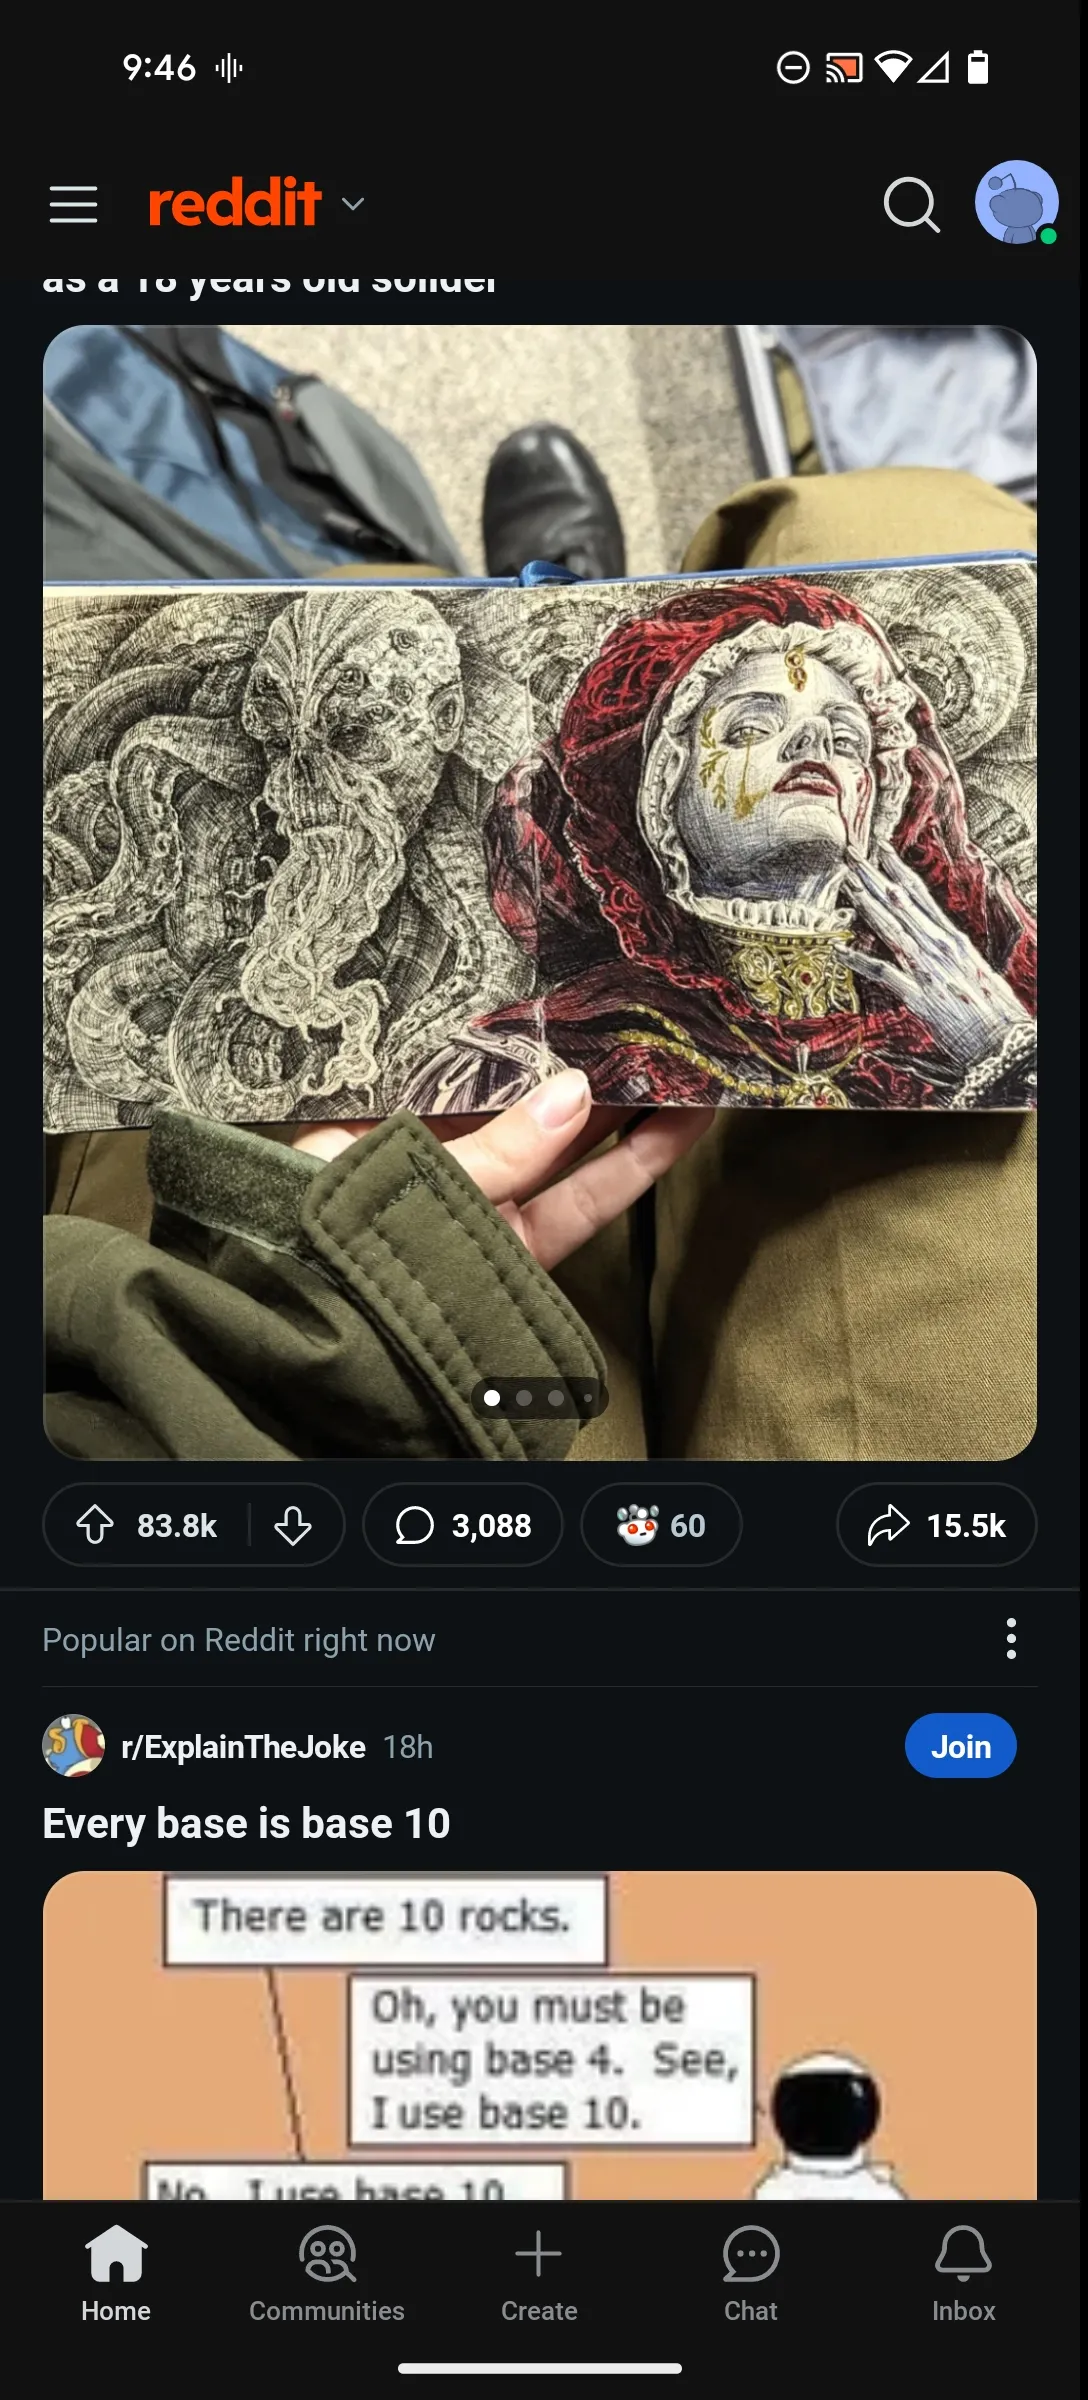 9:46
reddit
as a 18 years old solider
83.8k
3,088
60
15.5k
Popular on Reddit right now
r/ExplainTheJoke 18h
Join
Every base is base 10
There are 10 rocks.
Oh, you must be
using base 4. See,
I use base 10.
No. I use base 10.
Home
Communities
Create
Chat
Inbox